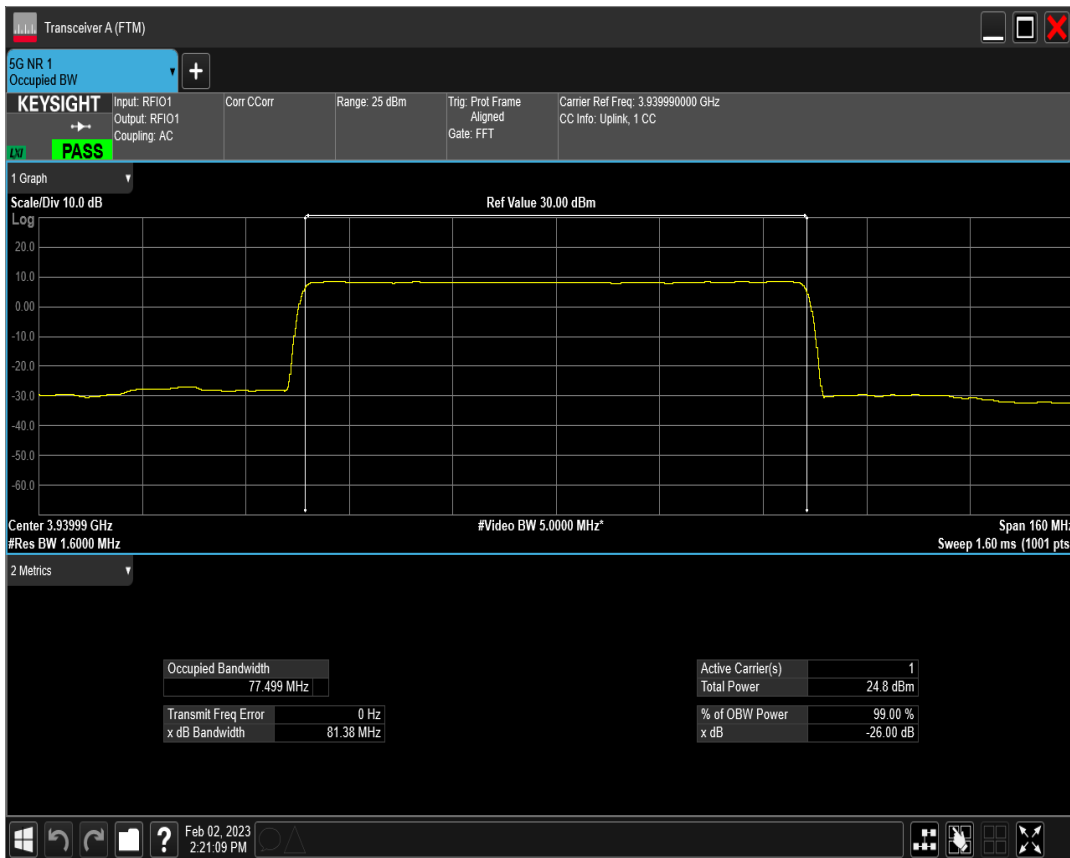 Transceiver A (FTM)
5G NR 1
Occupied BW
+
KEYSIGHT
LXI
PASS
Input: RFIO1
Output: RFIO1
Coupling: AC
Corr CCorr
Range: 25 dBm
Trig: Prot Frame
Aligned
Gate: FFT
Carrier Ref Freq: 3.939990000 GHz
CC Info: Uplink, 1 CC
1 Graph
Scale/Div 10.0 dB
Ref Value 30.00 dBm
Log
20.0
10.0
0.00
-10.0
-20.0
-30.0
-40.0
-50.0
-60.0
Center 3.93999 GHz
#Video BW 5.0000 MHz*
Span 160 MHz
#Res BW 1.6000 MHz
Sweep 1.60 ms (1001 pts
2 Metrics
Occupied Bandwidth
77.499 MHz
Transmit Freq Error 0 Hz
x dB Bandwidth 81.38 MHz
Active Carrier(s) 1
Total Power 24.8 dBm
% of OBW Power 99.00 %
x dB -26.00 dB
?
Feb 02, 2023
2:21:09 PM